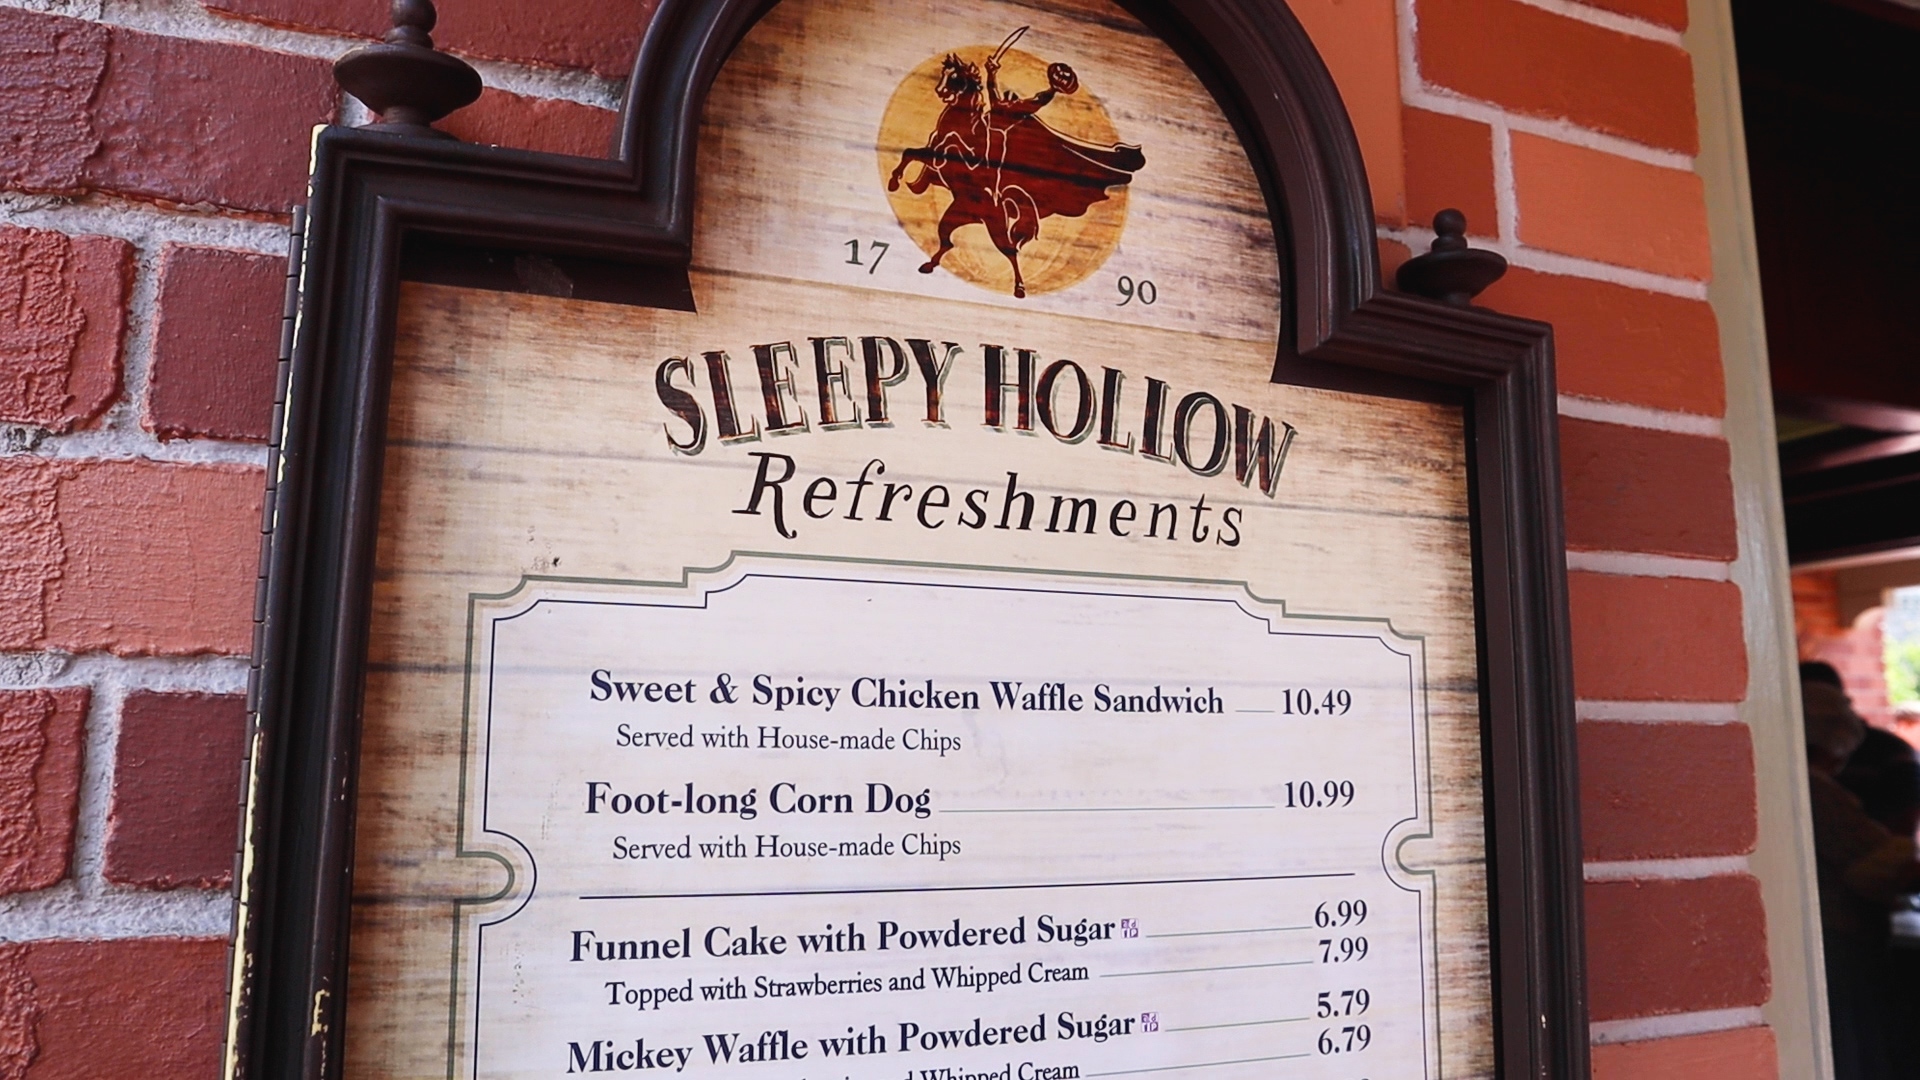 17 90
SLEEPY HOLLOW
Refreshments
Sweet & Spicy Chicken Waffle Sandwich 10.49
Served with House-made Chips
Foot-long Corn Dog 10.99
Served with House-made Chips
Funnel Cake with Powdered Sugar 6.99
Topped with Strawberries and Whipped Cream 7.99
Mickey Waffle with Powdered Sugar 5.79
Whipped Cream 6.79